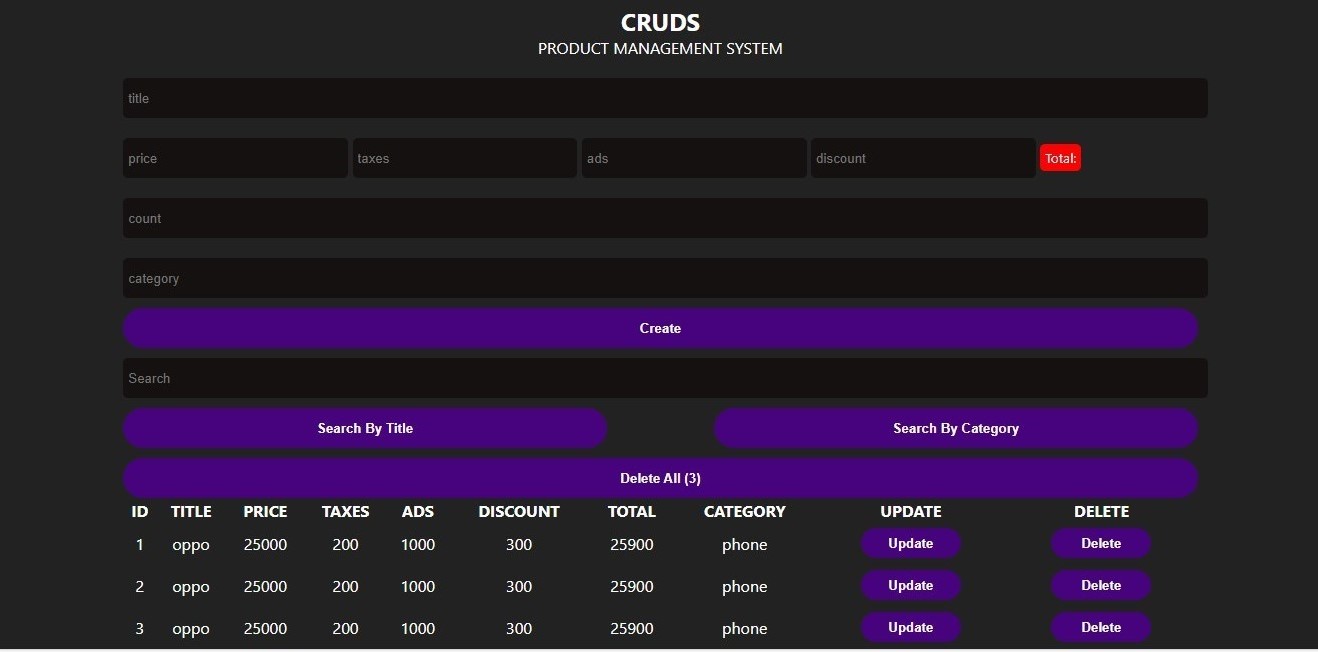 CRUDS
PRODUCT MANAGEMENT SYSTEM
title
price taxes ads discount Total:
count
category
Create
Search
Search By Title Search By Category
Delete All (3)
ID TITLE PRICE TAXES ADS DISCOUNT TOTAL CATEGORY UPDATE DELETE
1 oppo 25000 200 1000 300 25900 phone Update Delete
2 oppo 25000 200 1000 300 25900 phone Update Delete
3 oppo 25000 200 1000 300 25900 phone Update Delete